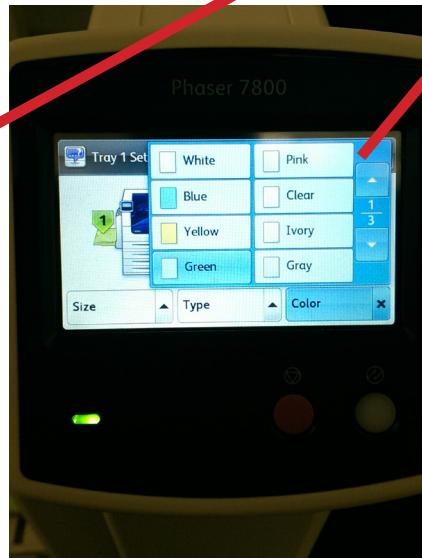 Phaser 7800
Tray 1 Set
White
Pink
Blue
Clear
1
3
Yellow
Ivory
1
Green
Gray
Size
Type
Color